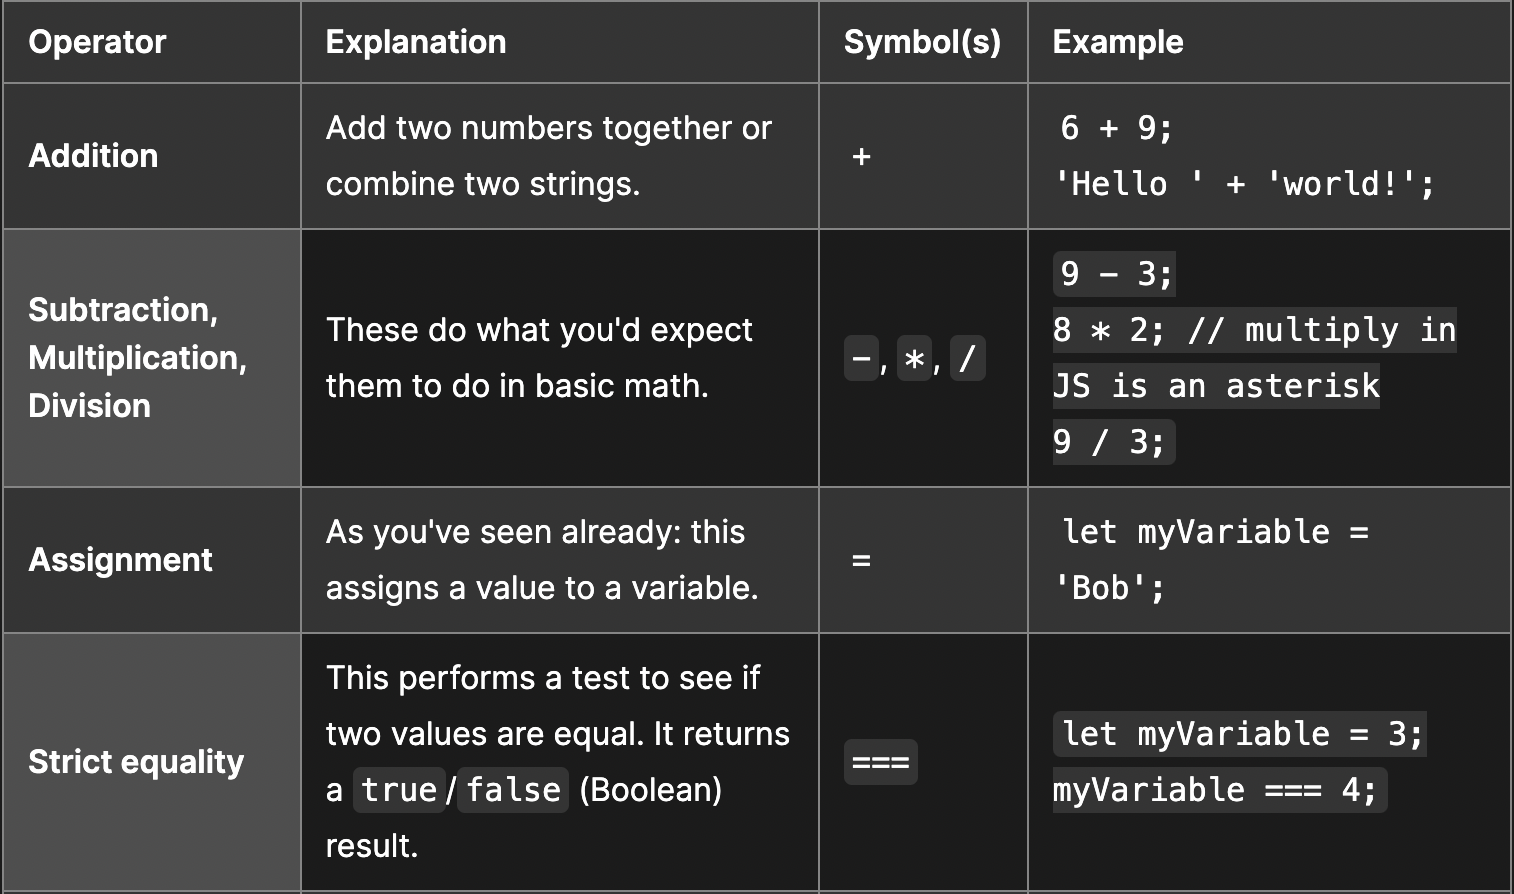 Operator Explanation Symbol(s) Example
Addition
Add two numbers together or
combine two strings.
+
6 + 9;
'Hello ' + 'world!';
Subtraction,
Multiplication,
Division
These do what you'd expect
them to do in basic math.
-, *, /
9 - 3;
8 * 2; // multiply in
JS is an asterisk
9 / 3;
Assignment
As you've seen already: this
assigns a value to a variable.
=
let myVariable =
'Bob';
Strict equality
This performs a test to see if
two values are equal. It returns
a true/false (Boolean)
result.
===
let myVariable = 3;
myVariable === 4;